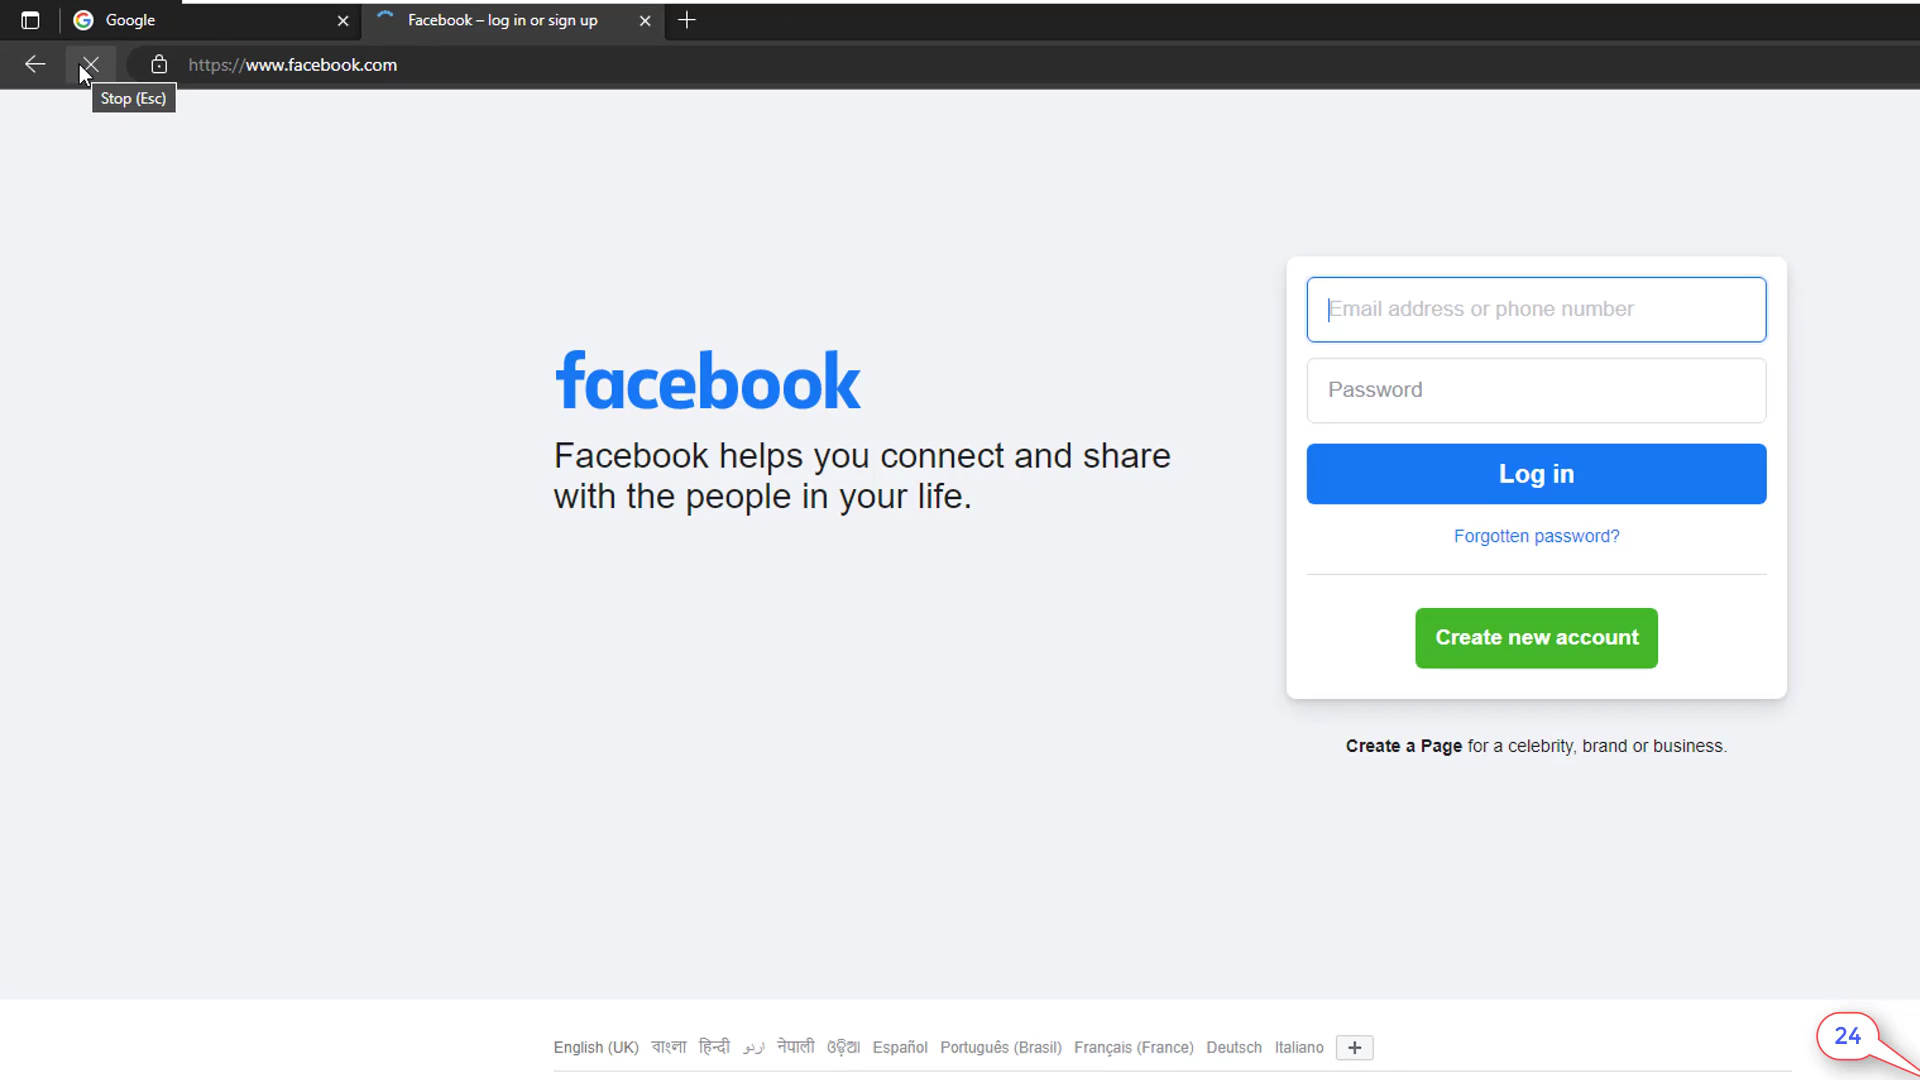 Google
Facebook – log in or sign up
https://www.facebook.com
Stop (Esc)
Email address or phone number
facebook
Password
Facebook helps you connect and share
with the people in your life.
Log in
Forgotten password?
Create new account
Create a Page for a celebrity, brand or business.
English (UK) বাংলা हिन्दी اردو नेपाली ଓଡ଼ିଆ Español Português (Brasil) Français (France) Deutsch Italiano
24